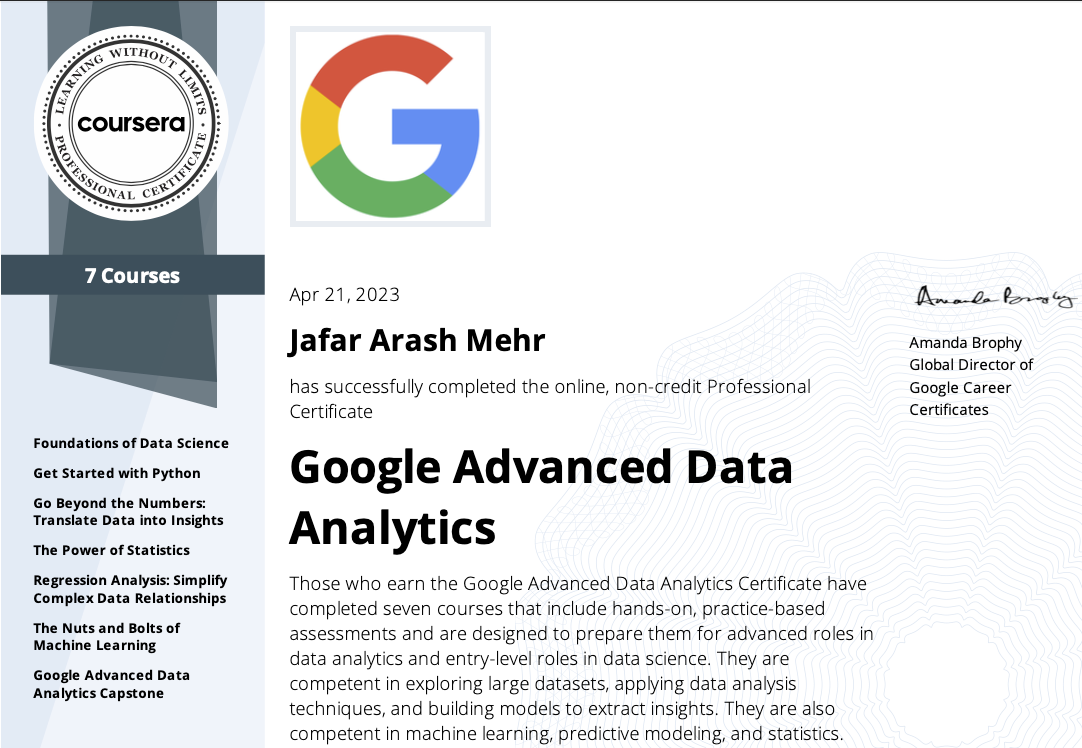 LEARNING WITHOUT LIMITS
coursera
PROFESSIONAL CERTIFICATE
7 Courses
Foundations of Data Science
Get Started with Python
Go Beyond the Numbers:
Translate Data into Insights
The Power of Statistics
Regression Analysis: Simplify
Complex Data Relationships
The Nuts and Bolts of
Machine Learning
Google Advanced Data
Analytics Capstone
G
Apr 21, 2023
Jafar Arash Mehr
has successfully completed the online, non-credit Professional
Certificate
Google Advanced Data
Analytics
Those who earn the Google Advanced Data Analytics Certificate have
completed seven courses that include hands-on, practice-based
assessments and are designed to prepare them for advanced roles in
data analytics and entry-level roles in data science. They are
competent in exploring large datasets, applying data analysis
techniques, and building models to extract insights. They are also
competent in machine learning, predictive modeling, and statistics.
Amanda Brophy
Amanda Brophy
Global Director of
Google Career
Certificates